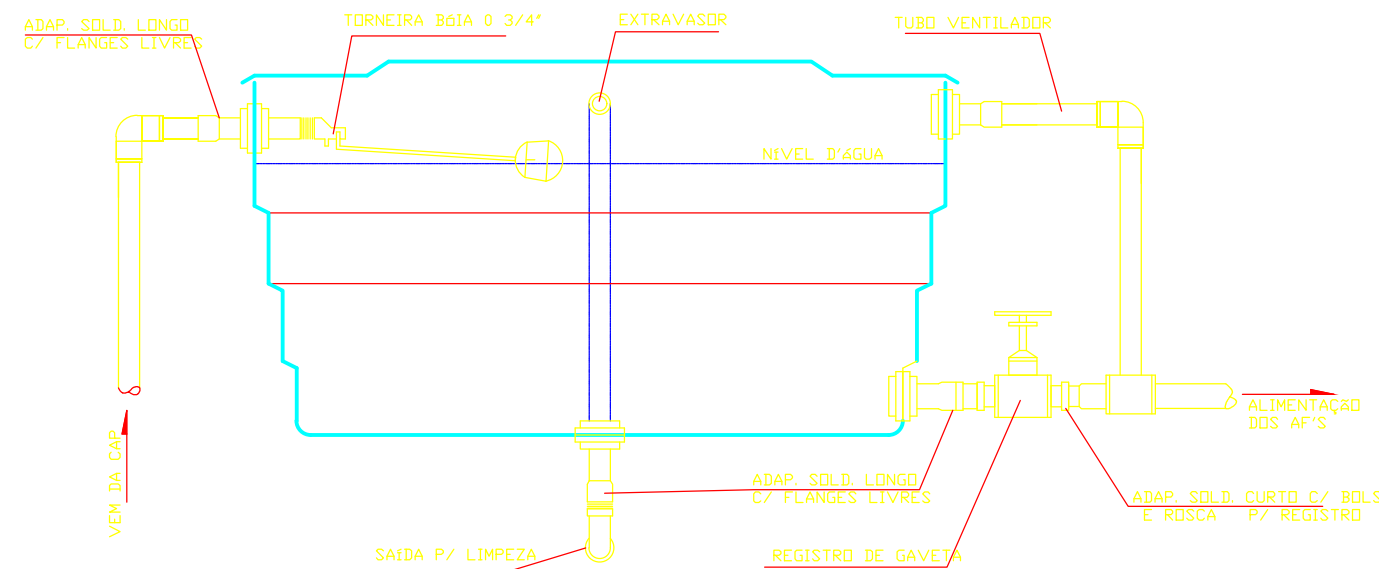 ADAP. SOLD. LONGO
C/ FLANGES LIVRES
TORNEIRA BóIA 0 3/4"
EXTRAVASOR
TUBO VENTILADOR
NíVEL D'áGUA
ALIMENTAÇÃO
DOS AF'S
VEM DA CAP
ADAP. SOLD. LONGO
C/ FLANGES LIVRES
ADAP. SOLD. CURTO C/ BOLS
E ROSCA P/ REGISTRO
SAíDA P/ LIMPEZA
REGISTRO DE GAVETA